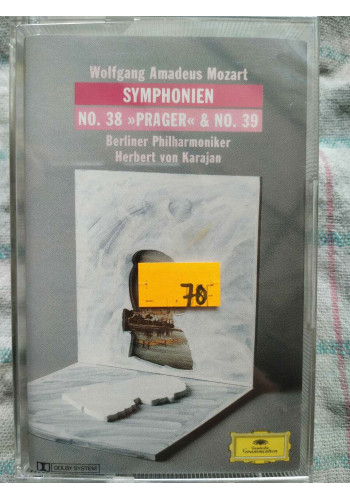 Wolfgang Amadeus Mozart
SYMPHONIEN
NO. 38 »PRAGER« & NO. 39
Berliner Philharmoniker
Herbert von Karajan
70
DOLBY SYSTEM
Deutsche
Grammophon